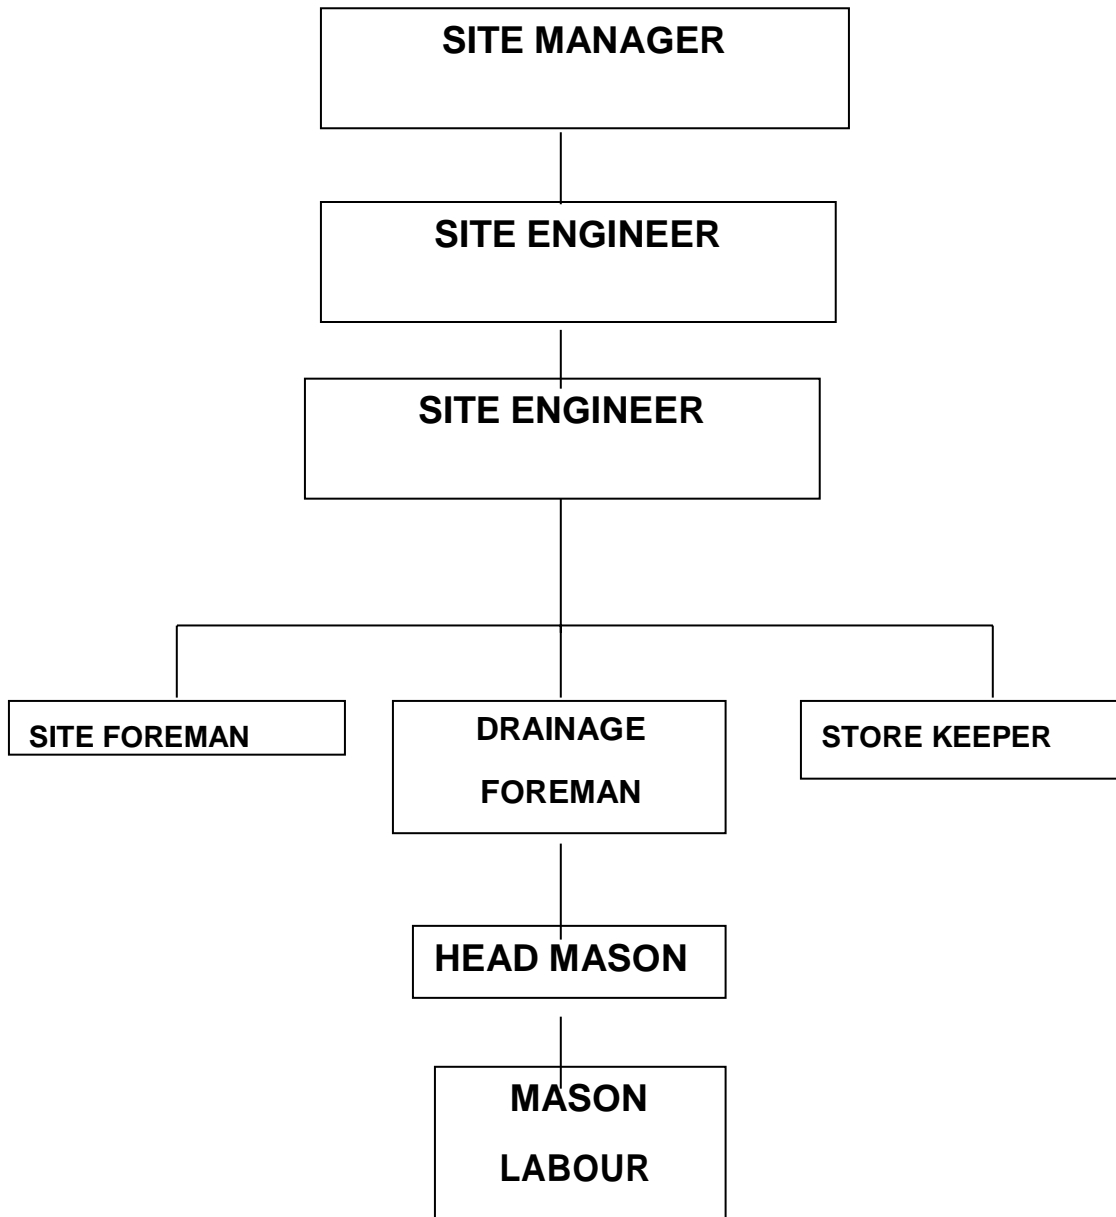 SITE MANAGER
SITE ENGINEER
SITE ENGINEER
SITE FOREMAN
DRAINAGE
FOREMAN
STORE KEEPER
HEAD MASON
MASON
LABOUR